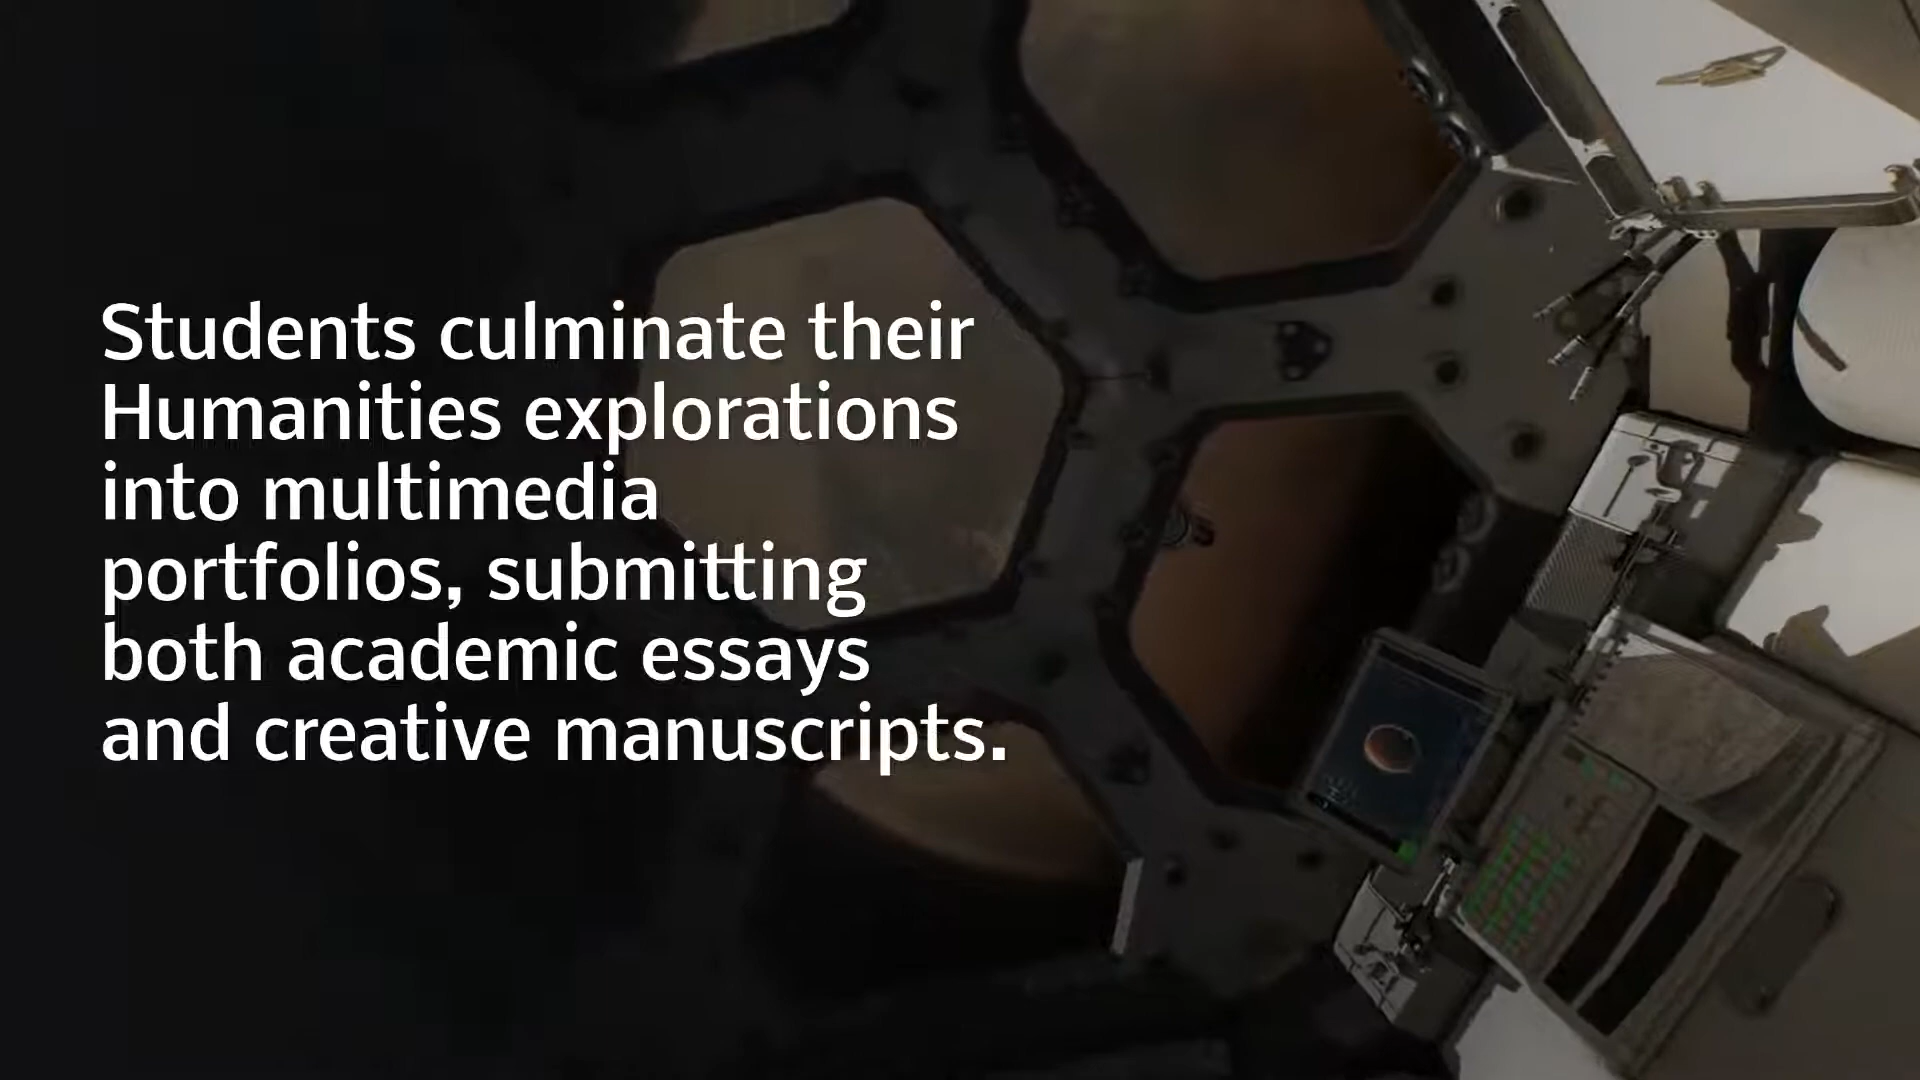 Students culminate their
Humanities explorations
into multimedia
portfolios, submitting
both academic essays
and creative manuscripts.